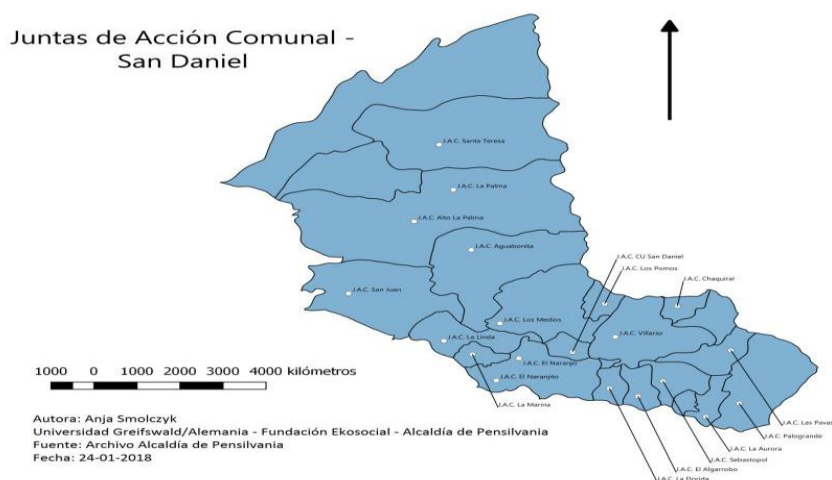 Juntas de Acción Comunal -
San Daniel
J.A.C. Santa Teresa
J.A.C. La Palma
J.A.C. Alto La Palma
J.A.C. Aguabonita
J.A.C. CU San Daniel
J.A.C. Los Pomos
J.A.C. Chaquiral
J.A.C. San Juan
J.A.C. Los Medios
J.A.C. La Linda
J.A.C. Villaraz
J.A.C. El Naranjo
J.A.C. El Naranjito
J.A.C. La Marina
J.A.C. Las Pavas
J.A.C. Palogrande
J.A.C. La Aurora
J.A.C. Sebastopol
J.A.C. El Algarrobo
J.A.C. La Florida
1000 0 1000 2000 3000 4000 kilómetros
Autora: Anja Smolczyk
Universidad Greifswald/Alemania - Fundación Ekosocial - Alcaldía de Pensilvania
Fuente: Archivo Alcaldía de Pensilvania
Fecha: 24-01-2018